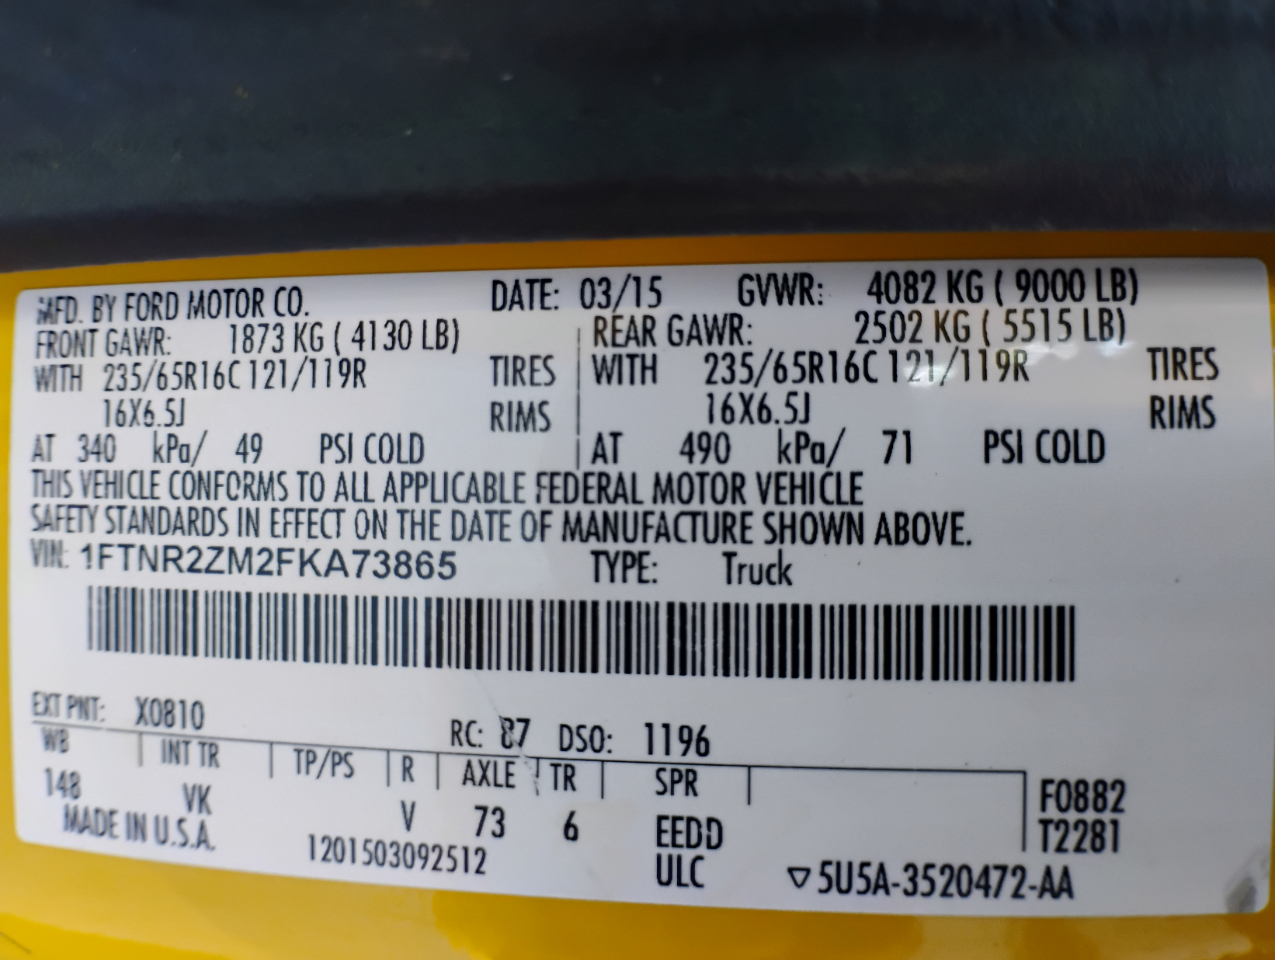 MFD. BY FORD MOTOR CO. DATE: 03/15 GVWR: 4082 KG ( 9000 LB)
FRONT GAWR: 1873 KG ( 4130 LB) REAR GAWR: 2502 KG ( 5515 LB)
WITH 235/65R16C 121/119R TIRES WITH 235/65R16C 121/119R TIRES
16X6.5J RIMS 16X6.5J RIMS
AT 340 kPa/ 49 PSI COLD AT 490 kPa/ 71 PSI COLD
THIS VEHICLE CONFORMS TO ALL APPLICABLE FEDERAL MOTOR VEHICLE
SAFETY STANDARDS IN EFFECT ON THE DATE OF MANUFACTURE SHOWN ABOVE.
VIN: 1FTNR2ZM2FKA73865 TYPE: Truck
EXT PNT: X0810 RC: 87 DSO: 1196
WB INT TR TP/PS R AXLE TR SPR
148 VK V 73 6 EEDD F0882
MADE IN U.S.A. 1201503092512 ULC T2281
▽5U5A-3520472-AA